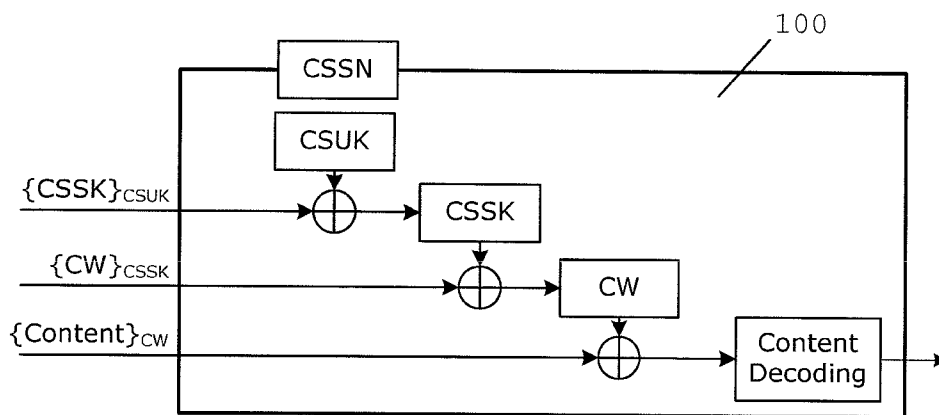 100
CSSN
CSUK
{CSSK}CSUK
CSSK
{CW}CSSK
CW
{Content}CW
Content
Decoding